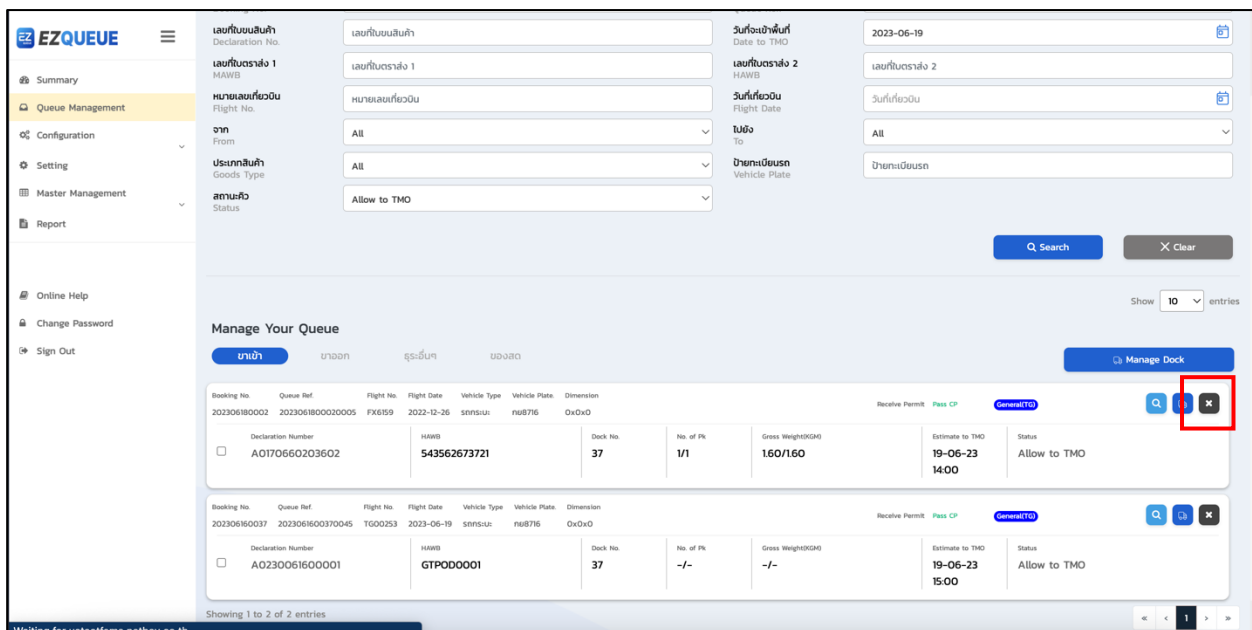 EZ EZQUEUE
Summary
Queue Management
Configuration
Setting
Master Management
Report
Online Help
Change Password
Sign Out
เลขที่ใบขนสินค้า
Declaration No.
เลขที่ใบขนสินค้า
วันที่จะเข้าพื้นที่
Date to TMO
2023-06-19
เลขที่ใบตราส่ง 1
MAWB
เลขที่ใบตราส่ง 1
เลขที่ใบตราส่ง 2
HAWB
เลขที่ใบตราส่ง 2
หมายเลขเที่ยวบิน
Flight No.
หมายเลขเที่ยวบิน
วันที่เที่ยวบิน
Flight Date
วันที่เที่ยวบิน
จาก
From
All
ไปยัง
To
All
ประเภทสินค้า
Goods Type
All
ป้ายทะเบียนรถ
Vehicle Plate
ป้ายทะเบียนรถ
สถานะคิว
Status
Allow to TMO
Search
Clear
Show 10 entries
Manage Your Queue
ขาเข้า ขาออก ธุระอื่นๆ ของสด
Manage Dock
Booking No. Queue Ref. Flight No. Flight Date Vehicle Type Vehicle Plate. Dimension
202306180002 2023061800020005 FX6159 2022-12-26 รถกระบะ กย8716 0x0x0
Receive Permit Pass CP General(TG)
Declaration Number HAWB Dock No. No. of Pk Gross Weight(KGM) Estimate to TMO Status
A0170660203602 543562673721 37 1/1 1.60/1.60 19-06-23 Allow to TMO
14:00
Booking No. Queue Ref. Flight No. Flight Date Vehicle Type Vehicle Plate. Dimension
202306160037 2023061600370045 TG00253 2023-06-19 รถกระบะ กย8716 0x0x0
Receive Permit Pass CP General(TG)
Declaration Number HAWB Dock No. No. of Pk Gross Weight(KGM) Estimate to TMO Status
A0230061600001 GTPOD0001 37 -/- -/- 19-06-23 Allow to TMO
15:00
Showing 1 to 2 of 2 entries
« ‹ 1 › »